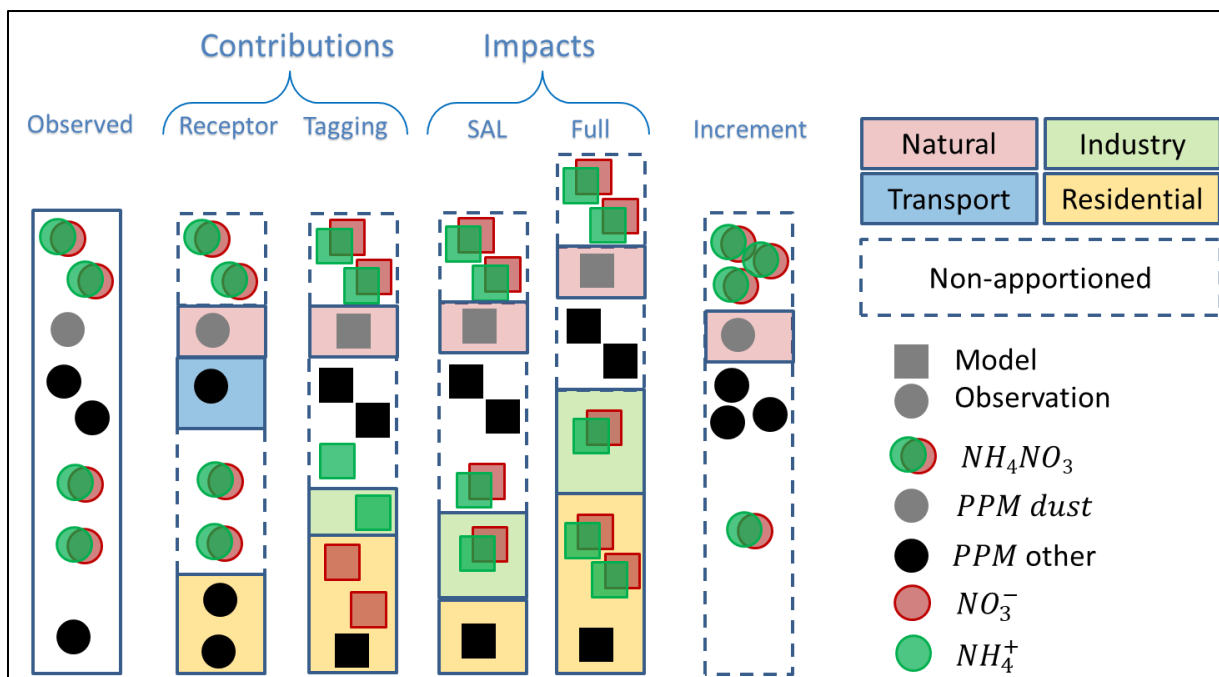 Contributions
Impacts
Observed
Receptor
Tagging
SAL
Full
Increment
Natural
Industry
Transport
Residential
Non-apportioned
Model
Observation
NH₄NO₃
PPM dust
PPM other
NO₃⁻
NH₄⁺